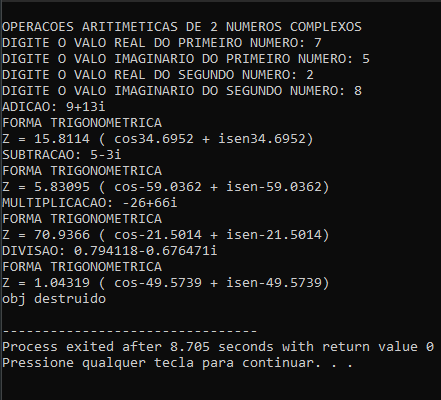 OPERACOES ARITIMETICAS DE 2 NUMEROS COMPLEXOS
DIGITE O VALO REAL DO PRIMEIRO NUMERO: 7
DIGITE O VALO IMAGINARIO DO PRIMEIRO NUMERO: 5
DIGITE O VALO REAL DO SEGUNDO NUMERO: 2
DIGITE O VALO IMAGINARIO DO SEGUNDO NUMERO: 8
ADICAO: 9+13i
FORMA TRIGONOMETRICA
Z = 15.8114 ( cos34.6952 + isen34.6952)
SUBTRACAO: 5-3i
FORMA TRIGONOMETRICA
Z = 5.83095 ( cos-59.0362 + isen-59.0362)
MULTIPLICACAO: -26+66i
FORMA TRIGONOMETRICA
Z = 70.9366 ( cos-21.5014 + isen-21.5014)
DIVISAO: 0.794118-0.676471i
FORMA TRIGONOMETRICA
Z = 1.04319 ( cos-49.5739 + isen-49.5739)
obj destruido
--------------------------------
Process exited after 8.705 seconds with return value 0
Pressione qualquer tecla para continuar. . .